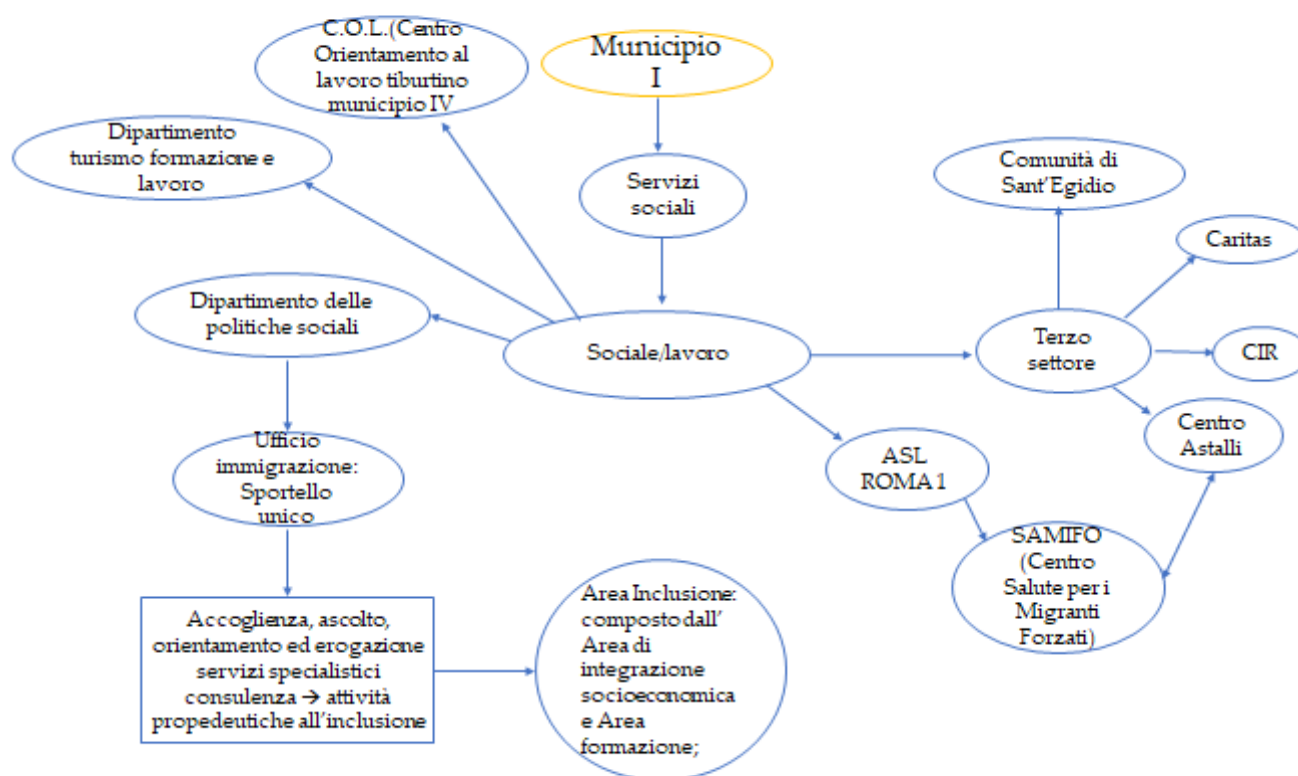 C.O.L.(Centro
Orientamento al
lavoro tiburtino
municipio IV
Municipio
I
Dipartimento
turismo formazione e
lavoro
Servizi
sociali
Comunità di
Sant'Egidio
Caritas
Dipartimento delle
politiche sociali
Sociale/lavoro
Terzo
settore
CIR
Ufficio
immigrazione:
Sportello
unico
ASL
ROMA 1
Centro
Astalli
SAMIFO
(Centro
Salute per i
Migranti
Forzati)
Accoglienza, ascolto,
orientamento ed erogazione
servizi specialistici
consulenza → attività
propedeutiche all'inclusione
Area Inclusione:
composto dall'
Area di
integrazione
socioeconomica
e Area
formazione;